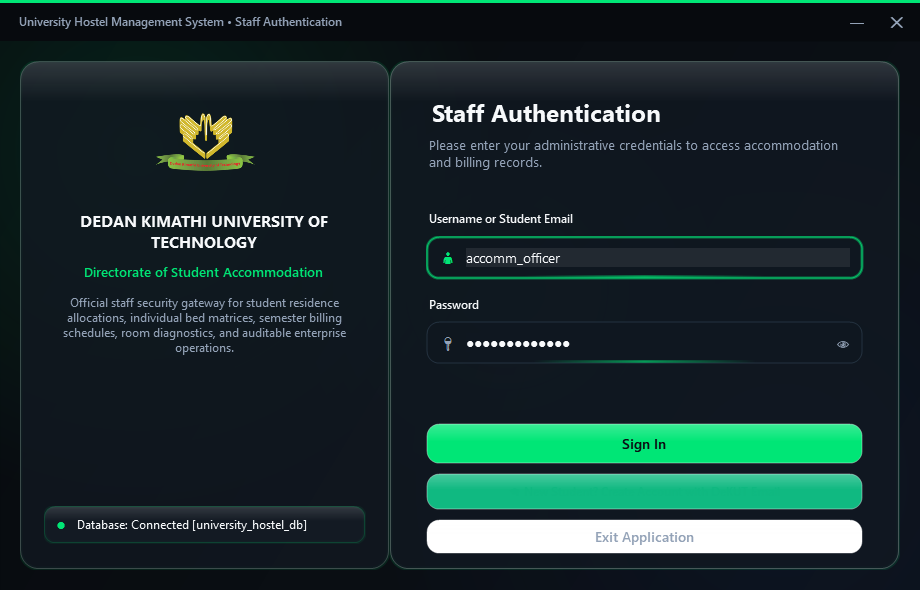 University Hostel Management System • Staff Authentication
DEDAN KIMATHI UNIVERSITY OF
TECHNOLOGY
Directorate of Student Accommodation
Official staff security gateway for student residence
allocations, individual bed matrices, semester billing
schedules, room diagnostics, and auditable enterprise
operations.
Database: Connected [university_hostel_db]
Staff Authentication
Please enter your administrative credentials to access accommodation
and billing records.
Username or Student Email
accomm_officer
Password
●●●●●●●●●●●●●
Sign In
Exit Application